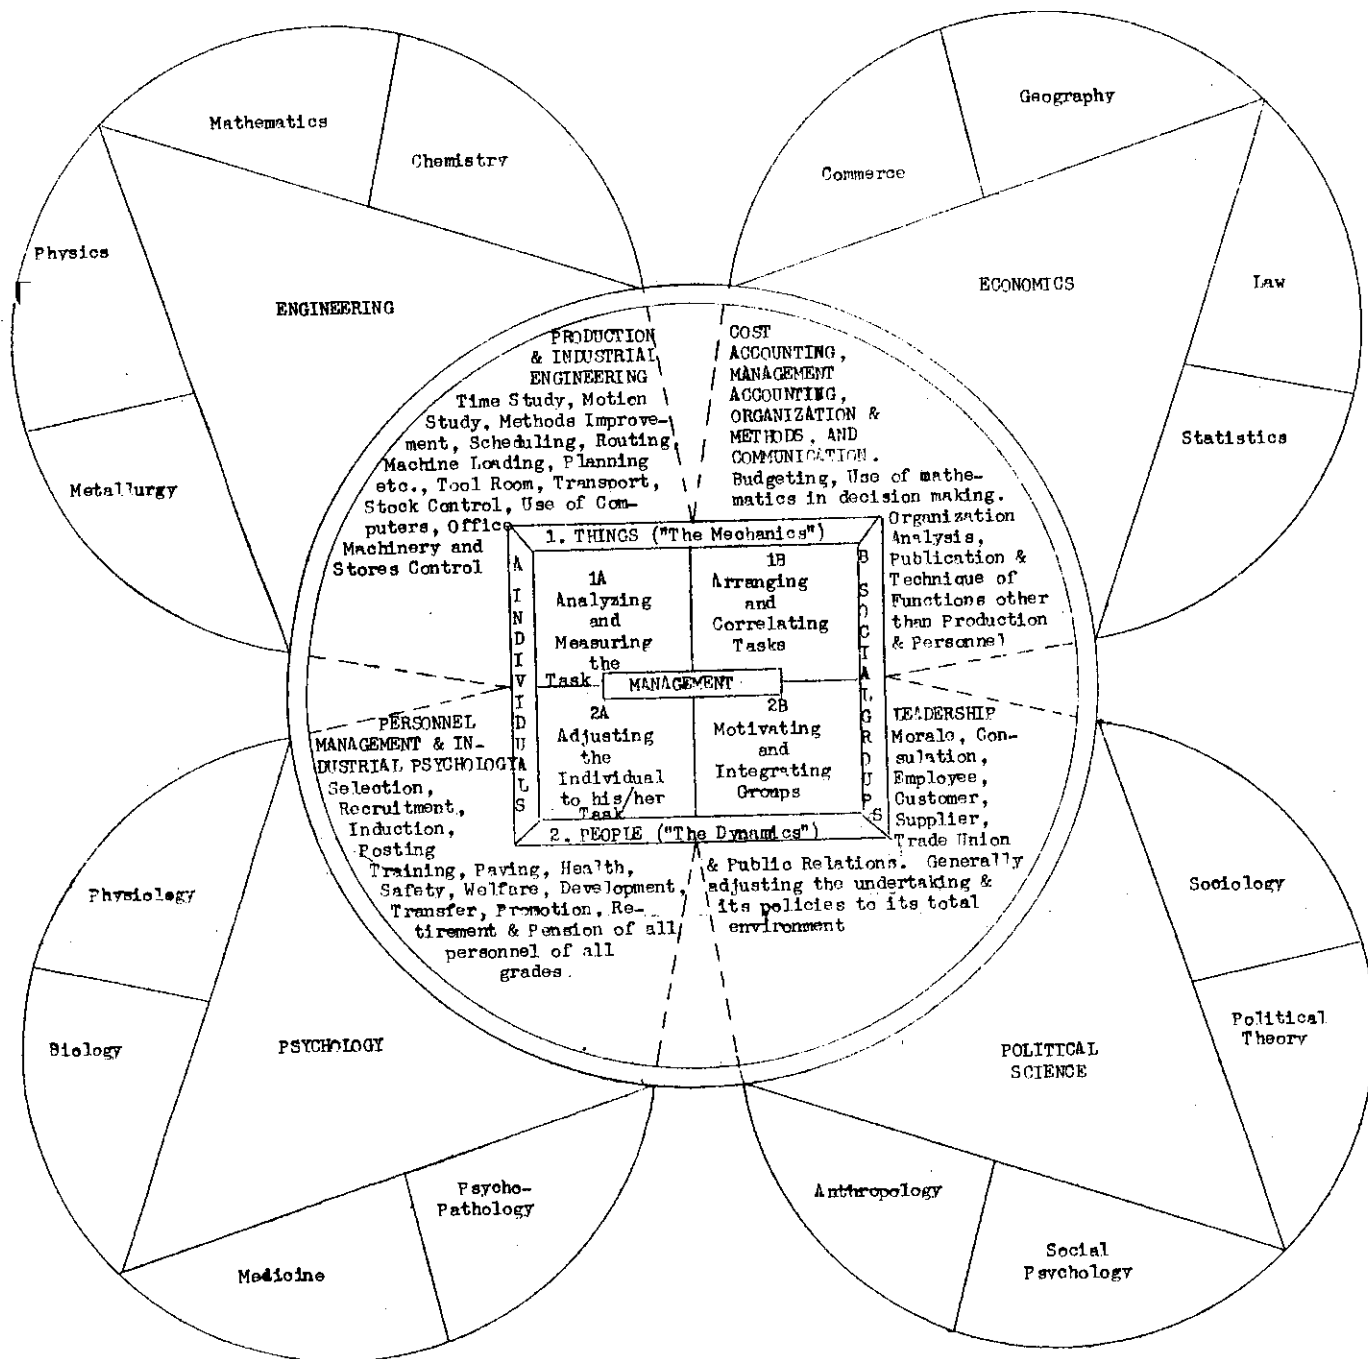 Mathematics
Chemistry
Physics
ENGINEERING
Metallurgy
Geography
Commerce
ECONOMICS
Law
Statistics
PRODUCTION
& INDUSTRIAL
ENGINEERING
Time Study, Motion
Study, Methods Improve-
ment, Scheduling, Routing,
Machine Loading, Planning
etc., Tool Room, Transport,
Stock Control, Use of Com-
puters, Office
Machinery and
Stores Control
COST
ACCOUNTING,
MANAGEMENT
ACCOUNTING,
ORGANIZATION &
METHODS, AND
COMMUNICATION.
Budgeting, Use of mathe-
matics in decision making.
Organization
Analysis,
Publication &
Technique of
Functions other
than Production
& Personnel
1. THINGS ("The Mechanics")
A INDIVIDUALS
B SOCIAL GROUPS
1A
Analyzing
and
Measuring
the
Task
1B
Arranging
and
Correlating
Tasks
MANAGEMENT
2A
Adjusting
the
Individual
to his/her
Task
2B
Motivating
and
Integrating
Groups
2. PEOPLE ("The Dynamics")
PERSONNEL
MANAGEMENT & IN-
DUSTRIAL PSYCHOLOGY
Selection,
Recruitment,
Induction,
Posting
Training, Paving, Health,
Safety, Welfare, Development,
Transfer, Promotion, Re-
tirement & Pension of all
personnel of all
grades.
LEADERSHIP
Morale, Con-
sulation,
Employee,
Customer,
Supplier,
Trade Union
& Public Relations. Generally
adjusting the undertaking &
its policies to its total
environment
Physiology
Biology
PSYCHOLOGY
Psycho-
Pathology
Medicine
Sociology
Political
Theory
POLITICAL
SCIENCE
Anthropology
Social
Psychology